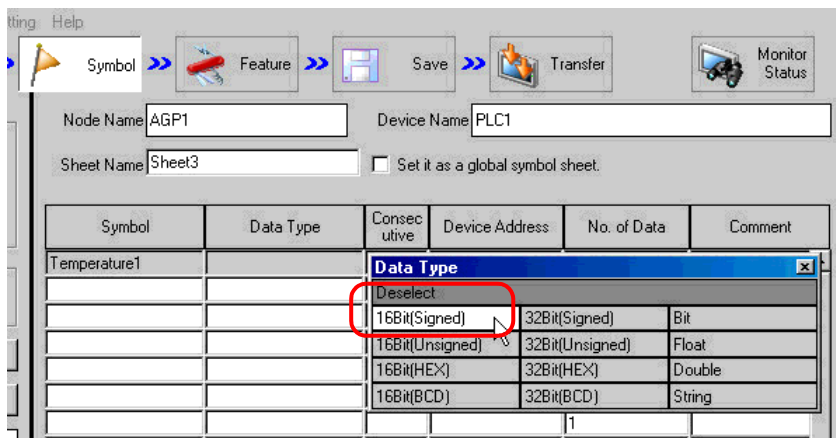 tting Help
Symbol Feature Save Transfer Monitor Status
Node Name AGP1 Device Name PLC1
Sheet Name Sheet3 Set it as a global symbol sheet.
Symbol Data Type Consec utive Device Address No. of Data Comment
Temperature1
Data Type
Deselect
16Bit(Signed) 32Bit(Signed) Bit
16Bit(Unsigned) 32Bit(Unsigned) Float
16Bit(HEX) 32Bit(HEX) Double
16Bit(BCD) 32Bit(BCD) String
1